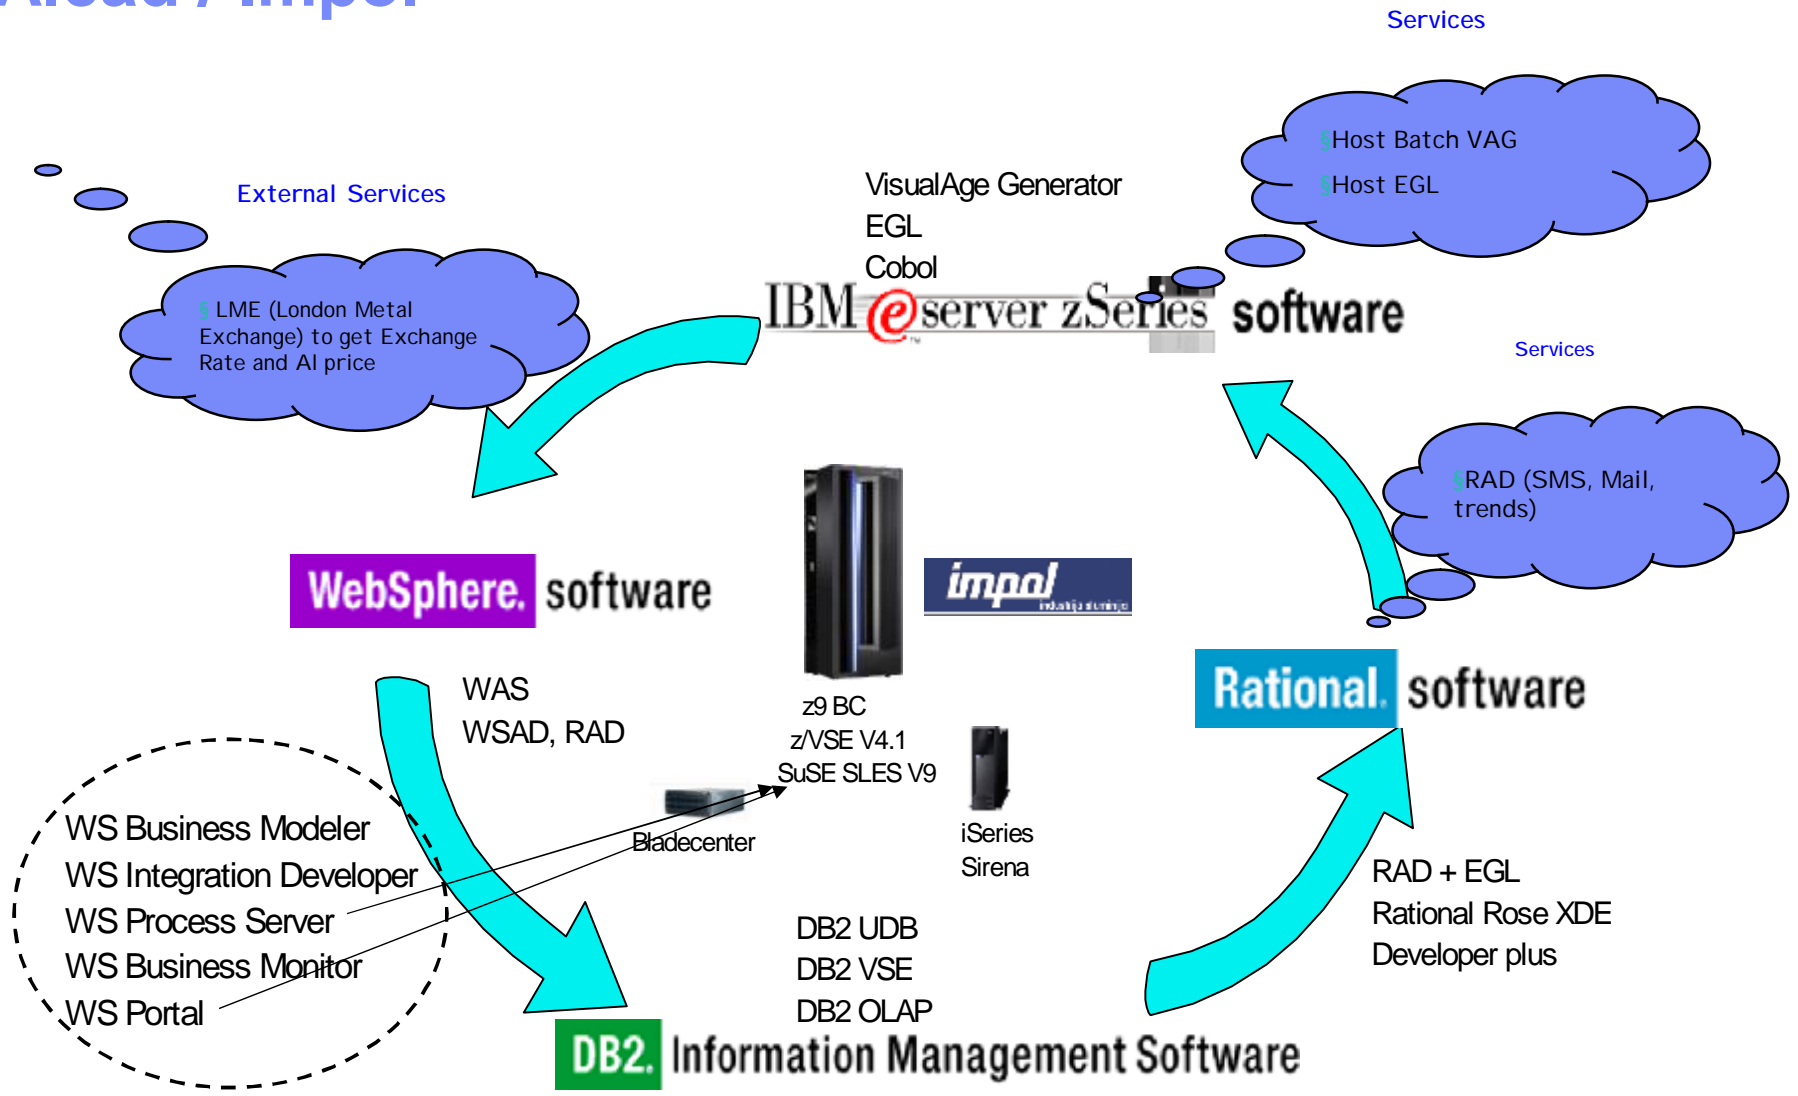 Services
§Host Batch VAG
§Host EGL
External Services
VisualAge Generator
EGL
Cobol
IBM e server zSeries software
TM
§ LME (London Metal
Exchange) to get Exchange
Rate and Al price
Services
§RAD (SMS, Mail,
trends)
WebSphere. software
impol
industrija aluminija
Rational. software
WAS
WSAD, RAD
z9 BC
z/VSE V4.1
SuSE SLES V9
Bladecenter
iSeries
Sirena
WS Business Modeler
WS Integration Developer
WS Process Server
WS Business Monitor
WS Portal
RAD + EGL
Rational Rose XDE
Developer plus
DB2 UDB
DB2 VSE
DB2 OLAP
DB2. Information Management Software